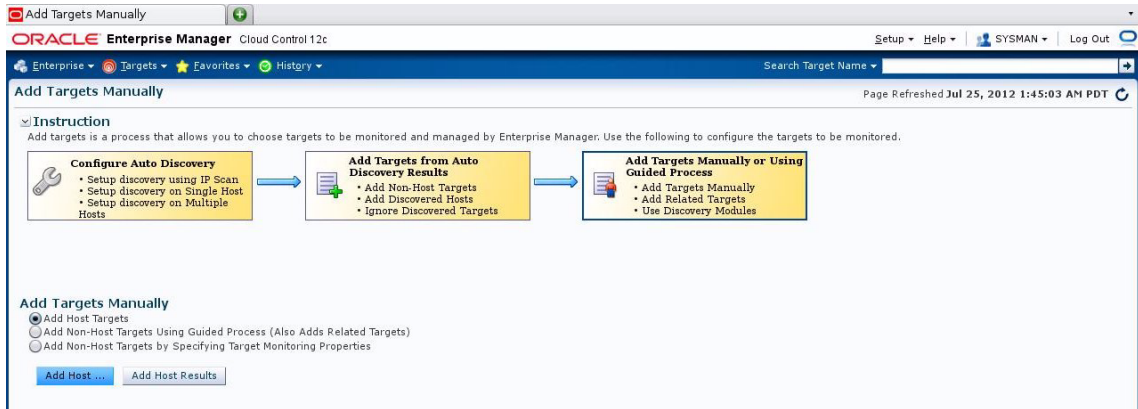 Add Targets Manually
ORACLE Enterprise Manager Cloud Control 12c
Setup Help SYSMAN Log Out
Enterprise Targets Favorites History Search Target Name
Add Targets Manually
Page Refreshed Jul 25, 2012 1:45:03 AM PDT
Instruction
Add targets is a process that allows you to choose targets to be monitored and managed by Enterprise Manager. Use the following to configure the targets to be monitored.
Configure Auto Discovery
• Setup discovery using IP Scan
• Setup discovery on Single Host
• Setup discovery on Multiple
Hosts
Add Targets from Auto
Discovery Results
• Add Non-Host Targets
• Add Discovered Hosts
• Ignore Discovered Targets
Add Targets Manually or Using
Guided Process
• Add Targets Manually
• Add Related Targets
• Use Discovery Modules
Add Targets Manually
Add Host Targets
Add Non-Host Targets Using Guided Process (Also Adds Related Targets)
Add Non-Host Targets by Specifying Target Monitoring Properties
Add Host ... Add Host Results